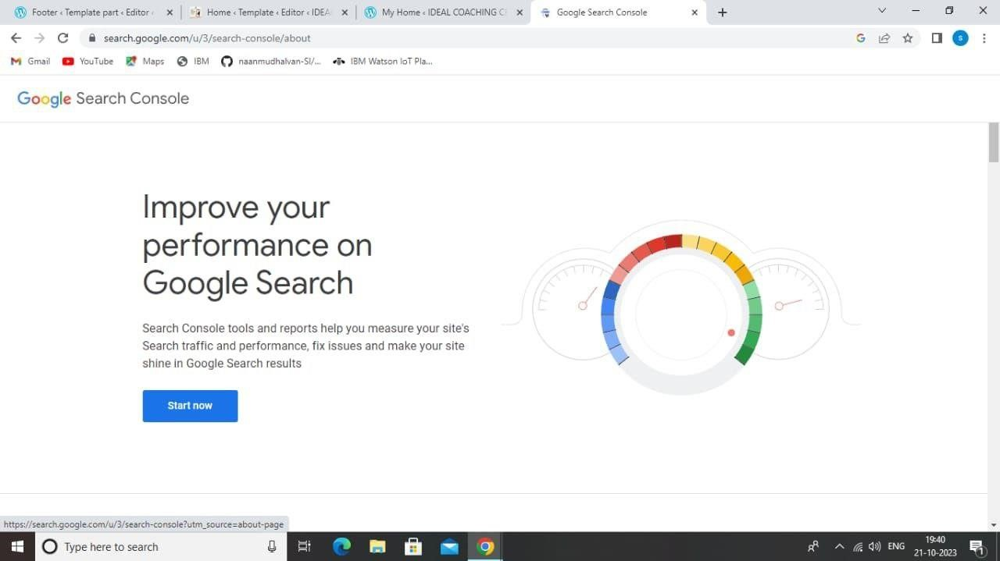 Footer ‹ Template part ‹ Editor ‹
Home ‹ Template ‹ Editor ‹ IDEA
My Home ‹ IDEAL COACHING CE
Google Search Console
search.google.com/u/3/search-console/about
S
Gmail
YouTube
Maps
IBM
naanmudhalvan-SI/...
IBM Watson IoT Pla...
Google Search Console
Improve your
performance on
Google Search
Search Console tools and reports help you measure your site's
Search traffic and performance, fix issues and make your site
shine in Google Search results
Start now
https://search.google.com/u/3/search-console?utm_source=about-page
Type here to search
ENG
19:40
21-10-2023
1